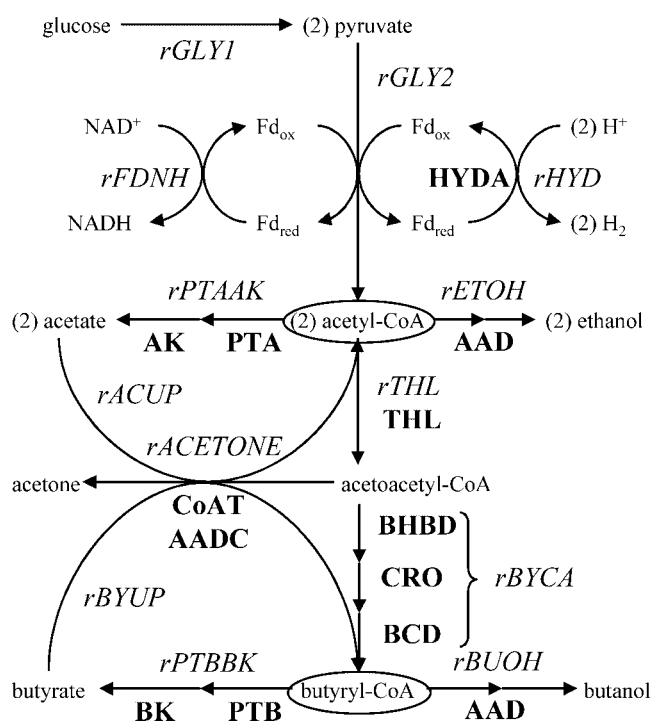 glucose (2) pyruvate
rGLY1
rGLY2
NAD+ Fdox Fdox (2) H+
rFDNH HYDA rHYD
NADH Fdred Fdred (2) H2
rPTAAK rETOH
(2) acetate (2) acetyl-CoA (2) ethanol
AK PTA AAD
rACUP rTHL
THL
rACETONE
acetone acetoacetyl-CoA
CoAT
AADC
BHBD
CRO
BCD
rBYCA
rBYUP
rPTBBK rBUOH
butyrate butyryl-CoA butanol
BK PTB AAD